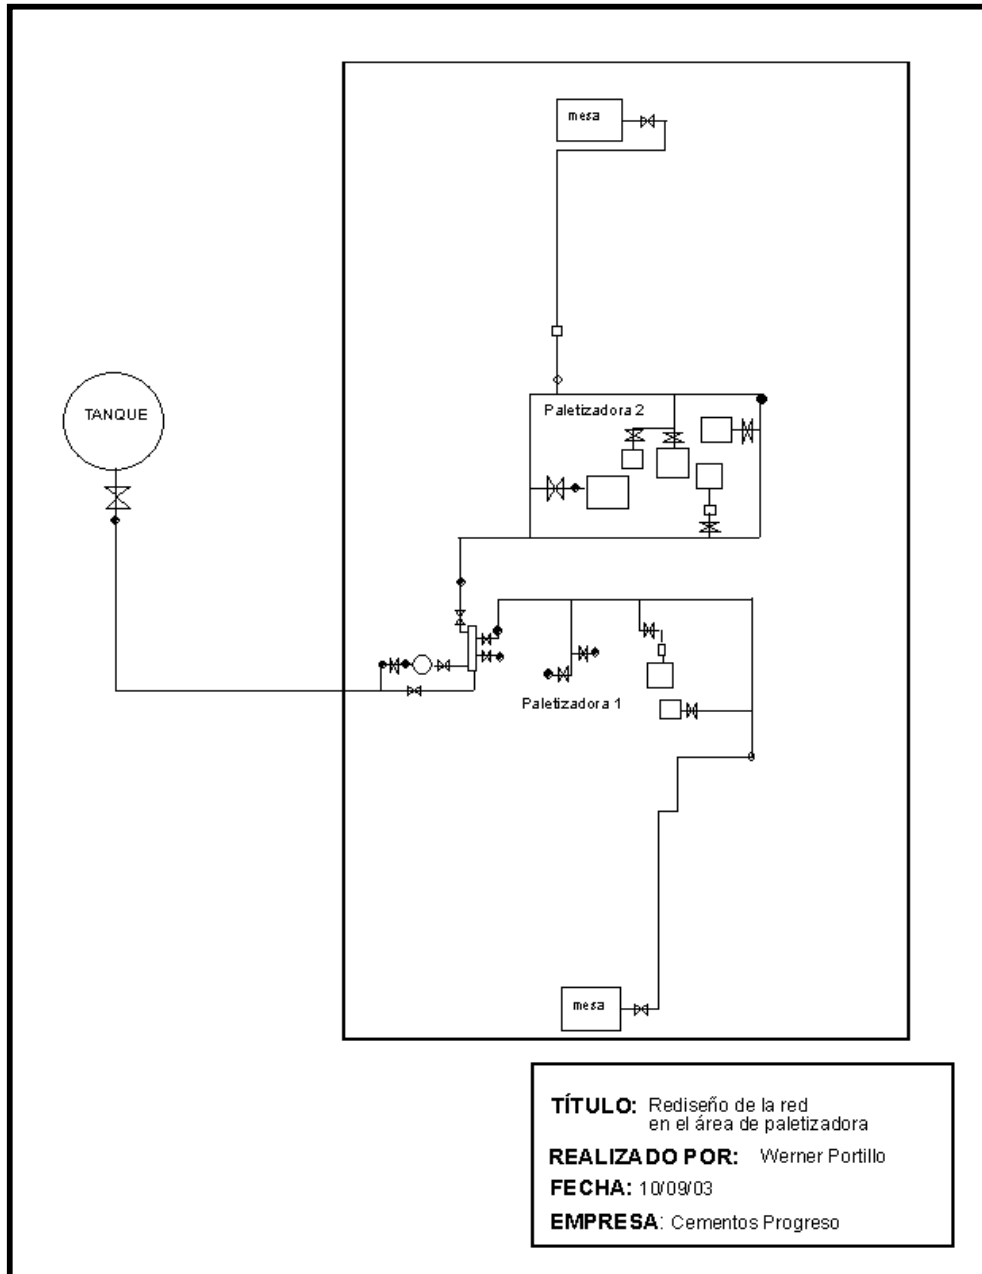 mesa
TANQUE
Paletizadora 2
Paletizadora 1
mesa
TÍTULO: Rediseño de la red
en el área de paletizadora
REALIZADO POR: Werner Portillo
FECHA: 10/09/03
EMPRESA: Cementos Progreso